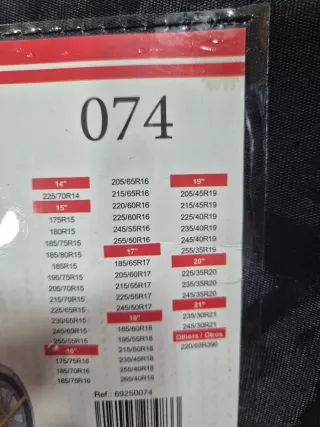 074
14"
225/70R14
15"
175R15
180R15
185/75R15
185/80R15
185R15
195/75R15
205/70R15
215/70R15
225/65R15
230/65R15
245/60R15
255/55R15
16"
175/75R16
185/70R16
185/75R16
205/65R16
215/65R16
220/60R16
225/60R16
245/55R16
255/50R16
17"
185/65R17
205/60R17
215/55R17
225/55R17
245/50R17
18"
185/60R18
195/55R18
215/50R18
235/45R18
255/40R18
265/40R18
19"
205/45R19
215/45R19
225/40R19
225/45R19
240/40R19
245/40R19
255/35R19
20"
225/35R20
235/35R20
245/35R20
21"
235/30R21
245/30R21
Others / Otros
220/65R390
Ref.: 69250074